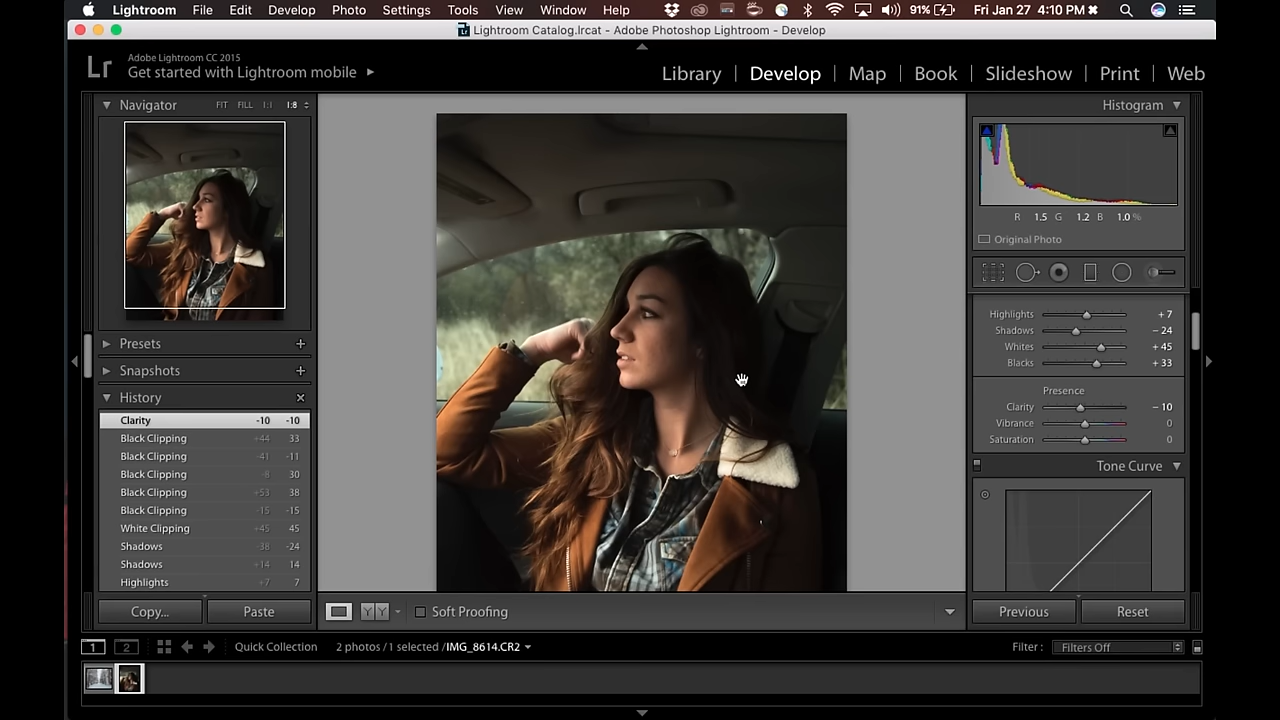 Lightroom File Edit Develop Photo Settings Tools View Window Help 91% Fri Jan 27 4:10 PM
Lightroom Catalog.lrcat - Adobe Photoshop Lightroom - Develop
Lr
Adobe Lightroom CC 2015
Get started with Lightroom mobile
Library | Develop | Map | Book | Slideshow | Print | Web
Navigator FIT FILL 1:1 1:8
Histogram
R 1.5 G 1.2 B 1.0 %
Original Photo
Highlights +7
Shadows -24
Whites +45
Blacks +33
Presence
Clarity -10
Vibrance 0
Saturation 0
Tone Curve
Presets
Snapshots
History
Clarity -10 -10
Black Clipping +44 33
Black Clipping -41 -11
Black Clipping -8 30
Black Clipping +53 38
Black Clipping -15 -15
White Clipping +45 45
Shadows -38 -24
Shadows +14 14
Highlights +7 7
Copy... Paste
YY Soft Proofing
Previous Reset
1 2 Quick Collection 2 photos / 1 selected / IMG_8614.CR2
Filter : Filters Off